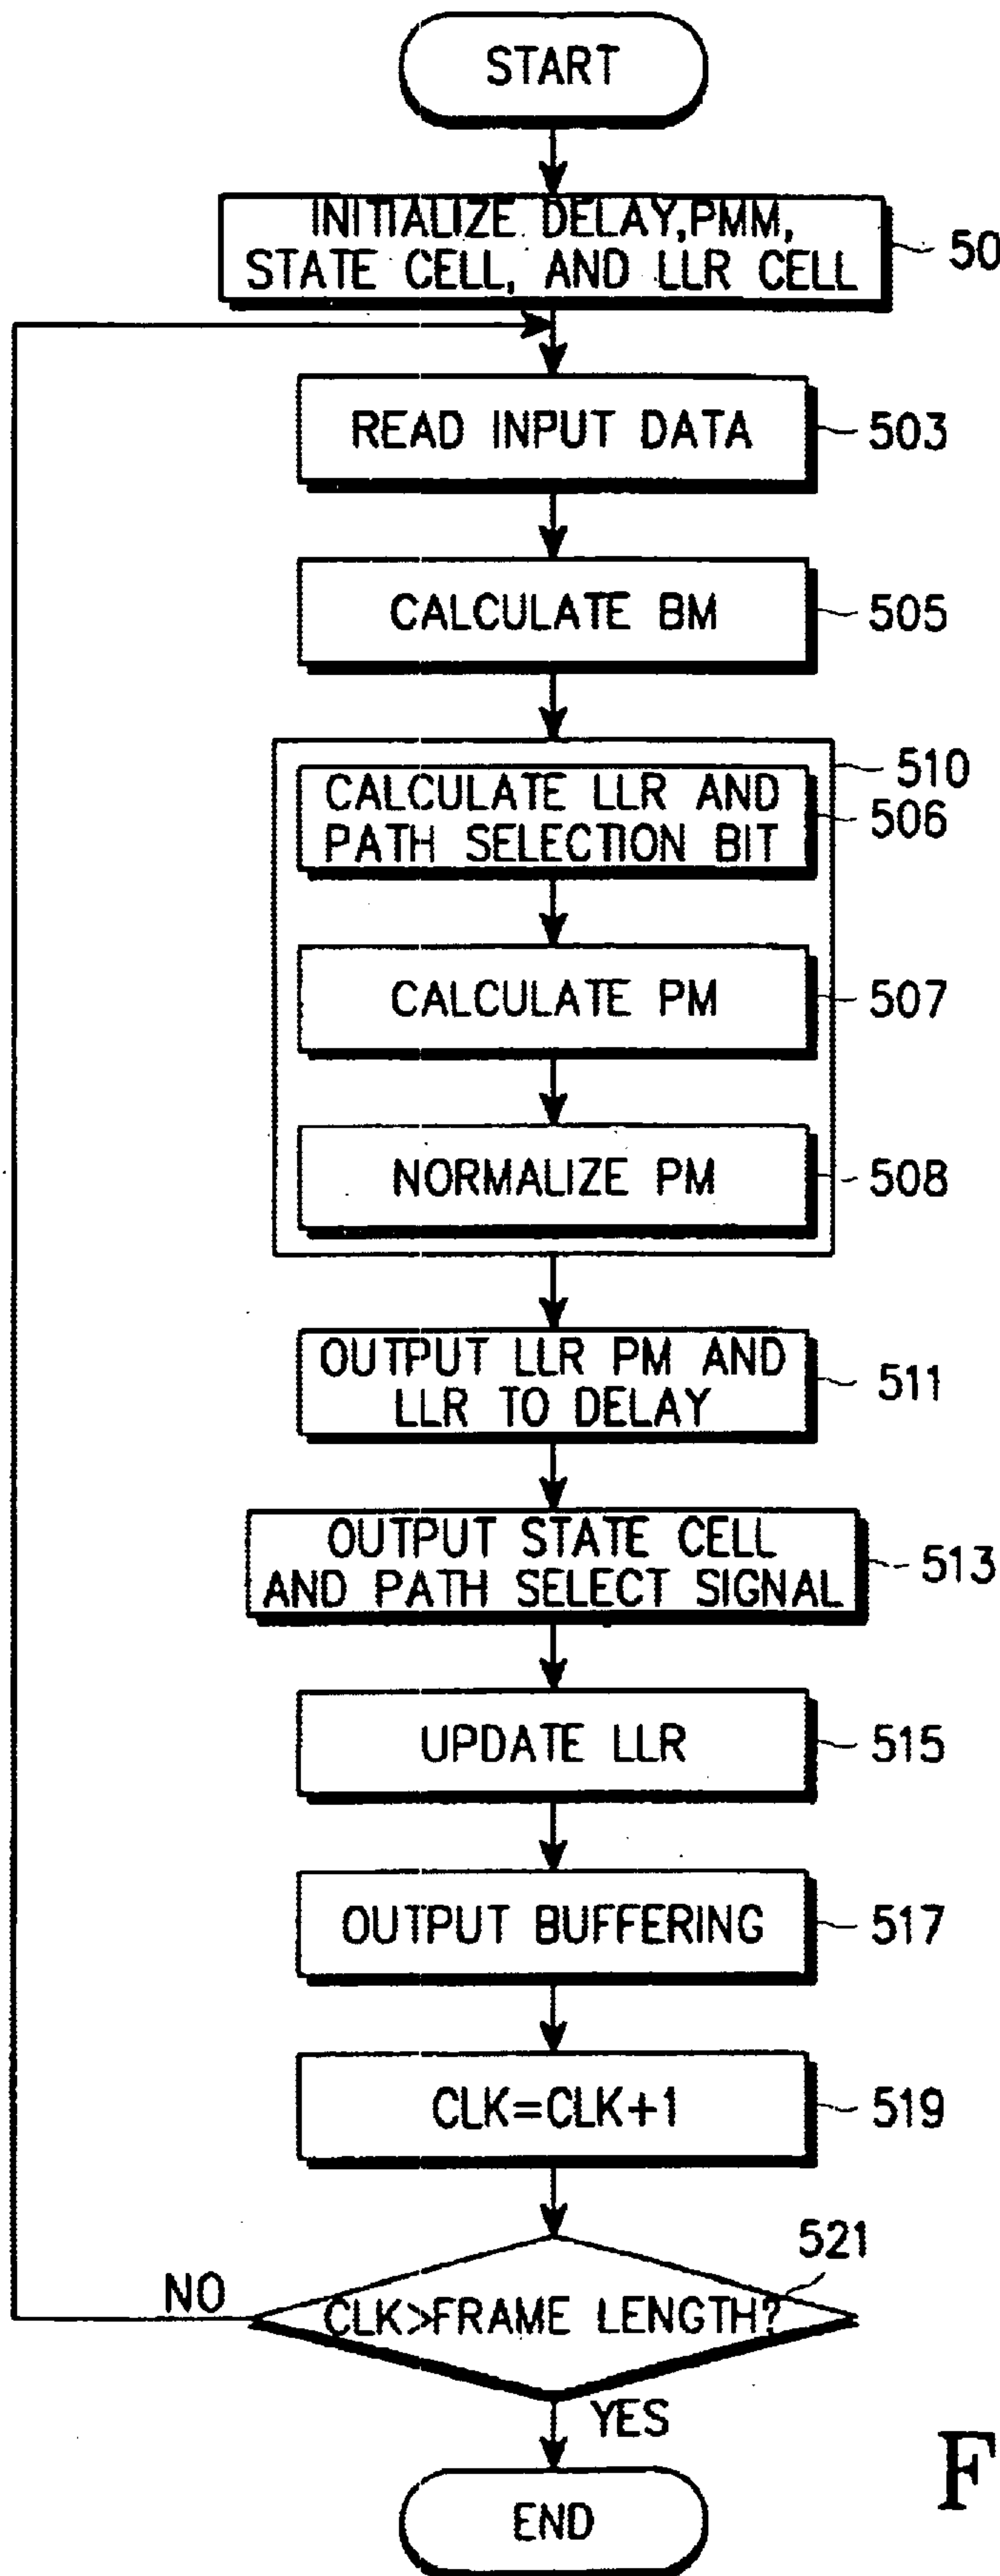 START
INITIALIZE DELAY,PMM,
STATE CELL, AND LLR CELL
50
READ INPUT DATA
503
CALCULATE BM
505
510
CALCULATE LLR AND
PATH SELECTION BIT
506
CALCULATE PM
507
NORMALIZE PM
508
OUTPUT LLR PM AND
LLR TO DELAY
511
OUTPUT STATE CELL
AND PATH SELECT SIGNAL
513
UPDATE LLR
515
OUTPUT BUFFERING
517
CLK=CLK+1
519
521
NO
CLK>FRAME LENGTH?
YES
F
END